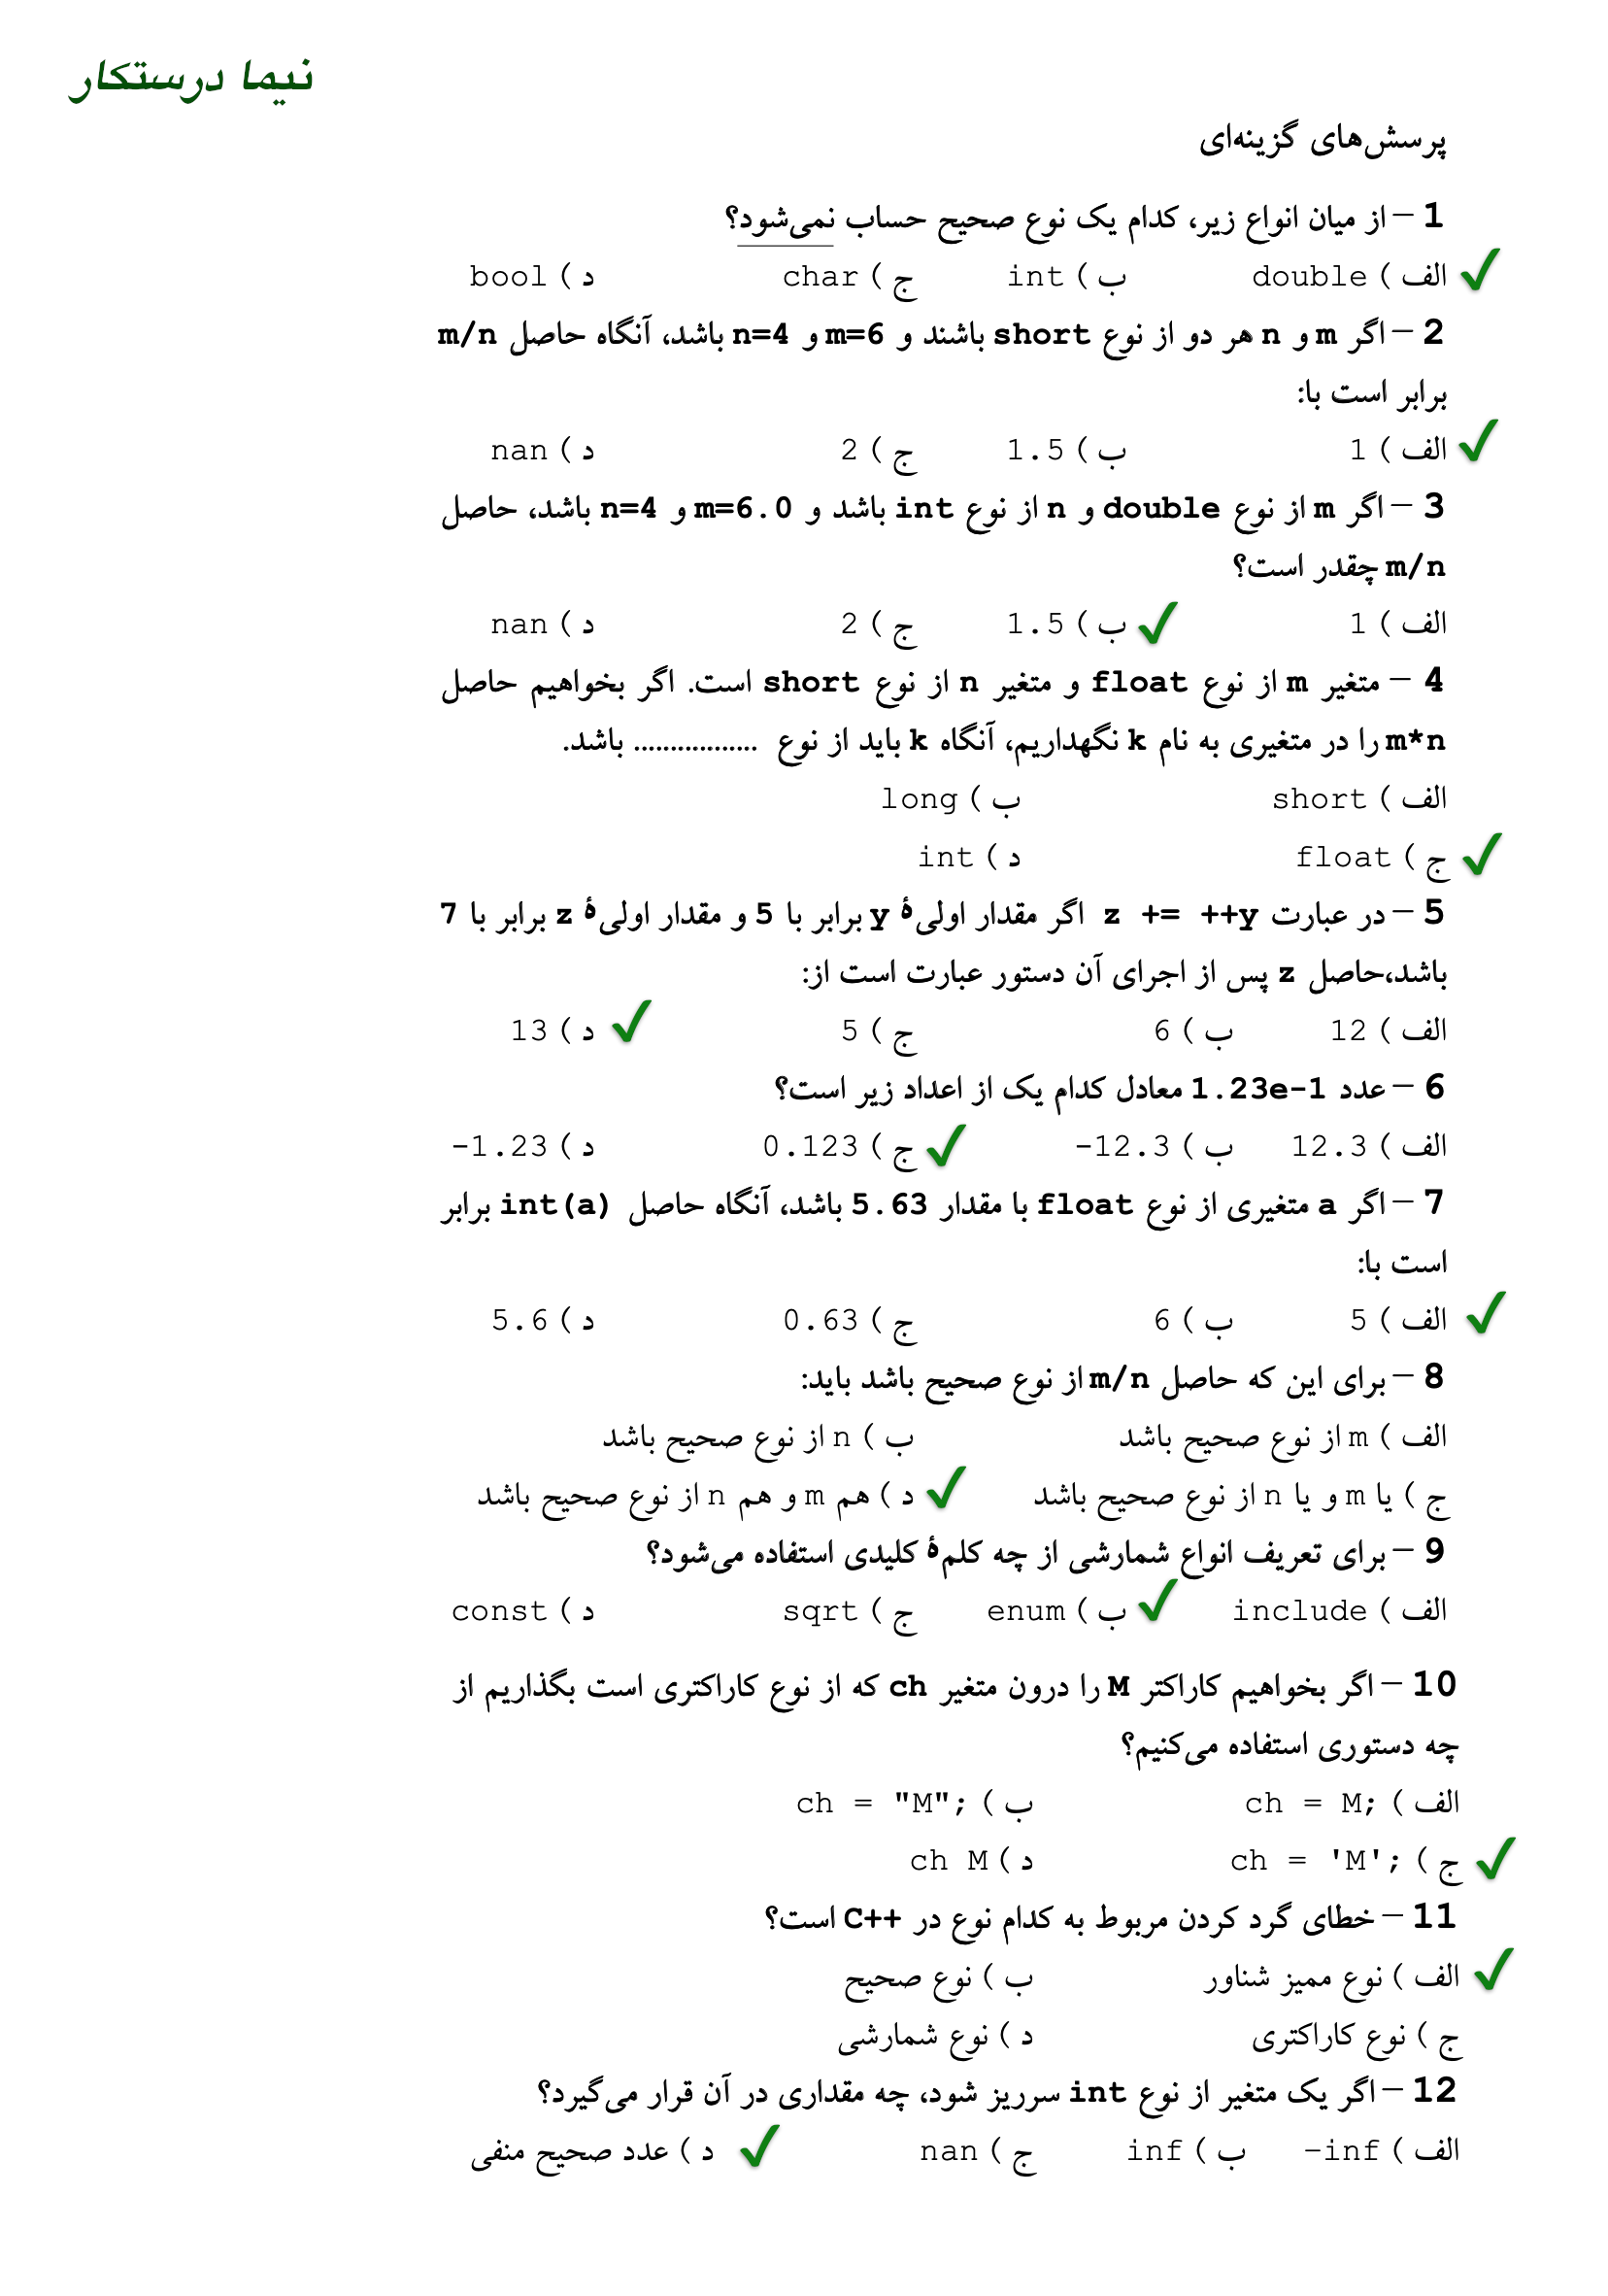 نیما درستکار
پرسش‌های گزینه‌ای
1 – از میان انواع زیر، کدام یک نوع صحیح حساب نمی‌شود؟
الف ) double ب ) int ج ) char د ) bool
2 – اگر m و n هر دو از نوع short باشند و m=6 و n=4 باشد، آنگاه حاصل m/n
برابر است با:
الف ) 1 ب ) 1.5 ج ) 2 د ) nan
3 – اگر m از نوع double و n از نوع int باشد و m=6.0 و n=4 باشد، حاصل
m/n چقدر است؟
الف ) 1 ب ) 1.5 ج ) 2 د ) nan
4 – متغیر m از نوع float و متغیر n از نوع short است. اگر بخواهیم حاصل
m*n را در متغیری به نام k نگهداریم، آنگاه k باید از نوع ................. باشد.
الف ) short ب ) long
ج ) float د ) int
5 – در عبارت z += ++y اگر مقدار اولیۀ y برابر با 5 و مقدار اولیۀ z برابر با 7
باشد،حاصل z پس از اجرای آن دستور عبارت است از:
الف ) 12 ب ) 6 ج ) 5 د ) 13
6 – عدد 1.23e-1 معادل کدام یک از اعداد زیر است؟
الف ) 12.3 ب ) -12.3 ج ) 0.123 د ) -1.23
7 – اگر a متغیری از نوع float با مقدار 5.63 باشد، آنگاه حاصل int(a) برابر
است با:
الف ) 5 ب ) 6 ج ) 0.63 د ) 5.6
8 – برای این که حاصل m/n از نوع صحیح باشد باید:
الف ) m از نوع صحیح باشد ب ) n از نوع صحیح باشد
ج ) یا m و یا n از نوع صحیح باشد د ) هم m و هم n از نوع صحیح باشد
9 – برای تعریف انواع شمارشی از چه کلمۀ کلیدی استفاده می‌شود؟
الف ) include ب ) enum ج ) sqrt د ) const
10 – اگر بخواهیم کاراکتر M را درون متغیر ch که از نوع کاراکتری است بگذاریم از
چه دستوری استفاده می‌کنیم؟
الف ) ch = M; ب ) ch = "M";
ج ) ch = 'M'; د ) ch M
11 – خطای گرد کردن مربوط به کدام نوع در C++ است؟
الف ) نوع ممیز شناور ب ) نوع صحیح
ج ) نوع کاراکتری د ) نوع شمارشی
12 – اگر یک متغیر از نوع int سرریز شود، چه مقداری در آن قرار می‌گیرد؟
الف ) –inf ب ) inf ج ) nan د ) عدد صحیح منفی